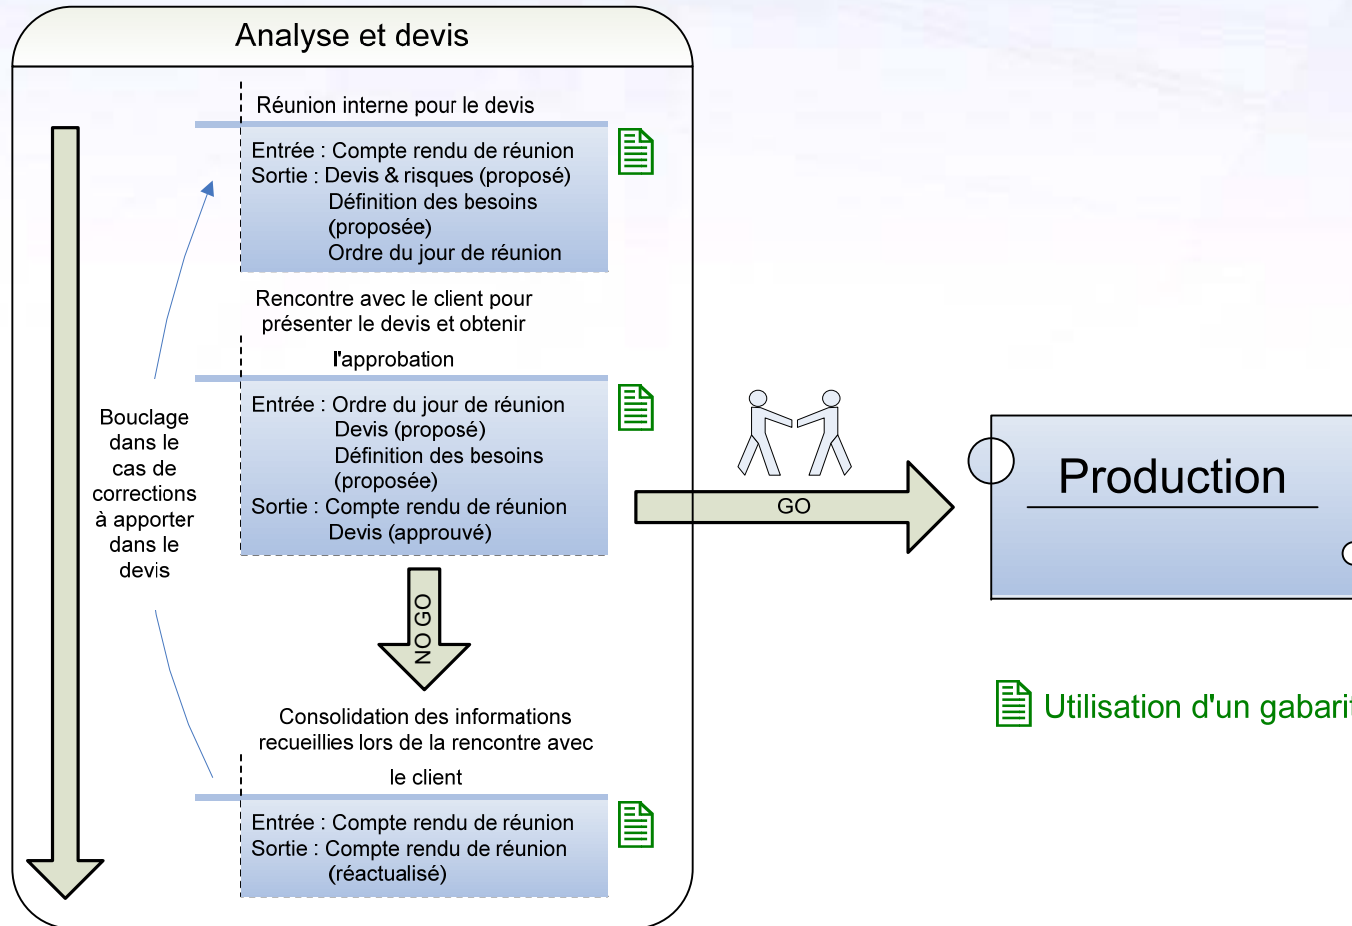 Analyse et devis
Réunion interne pour le devis
Entrée : Compte rendu de réunion
Sortie : Devis & risques (proposé)
Définition des besoins
(proposée)
Ordre du jour de réunion
Rencontre avec le client pour
présenter le devis et obtenir
l'approbation
Entrée : Ordre du jour de réunion
Devis (proposé)
Définition des besoins
(proposée)
Sortie : Compte rendu de réunion
Devis (approuvé)
Bouclage
dans le
cas de
corrections
à apporter
dans le
devis
GO
Production
NO GO
Utilisation d'un gabarit
Consolidation des informations
recueillies lors de la rencontre avec
le client
Entrée : Compte rendu de réunion
Sortie : Compte rendu de réunion
(réactualisé)